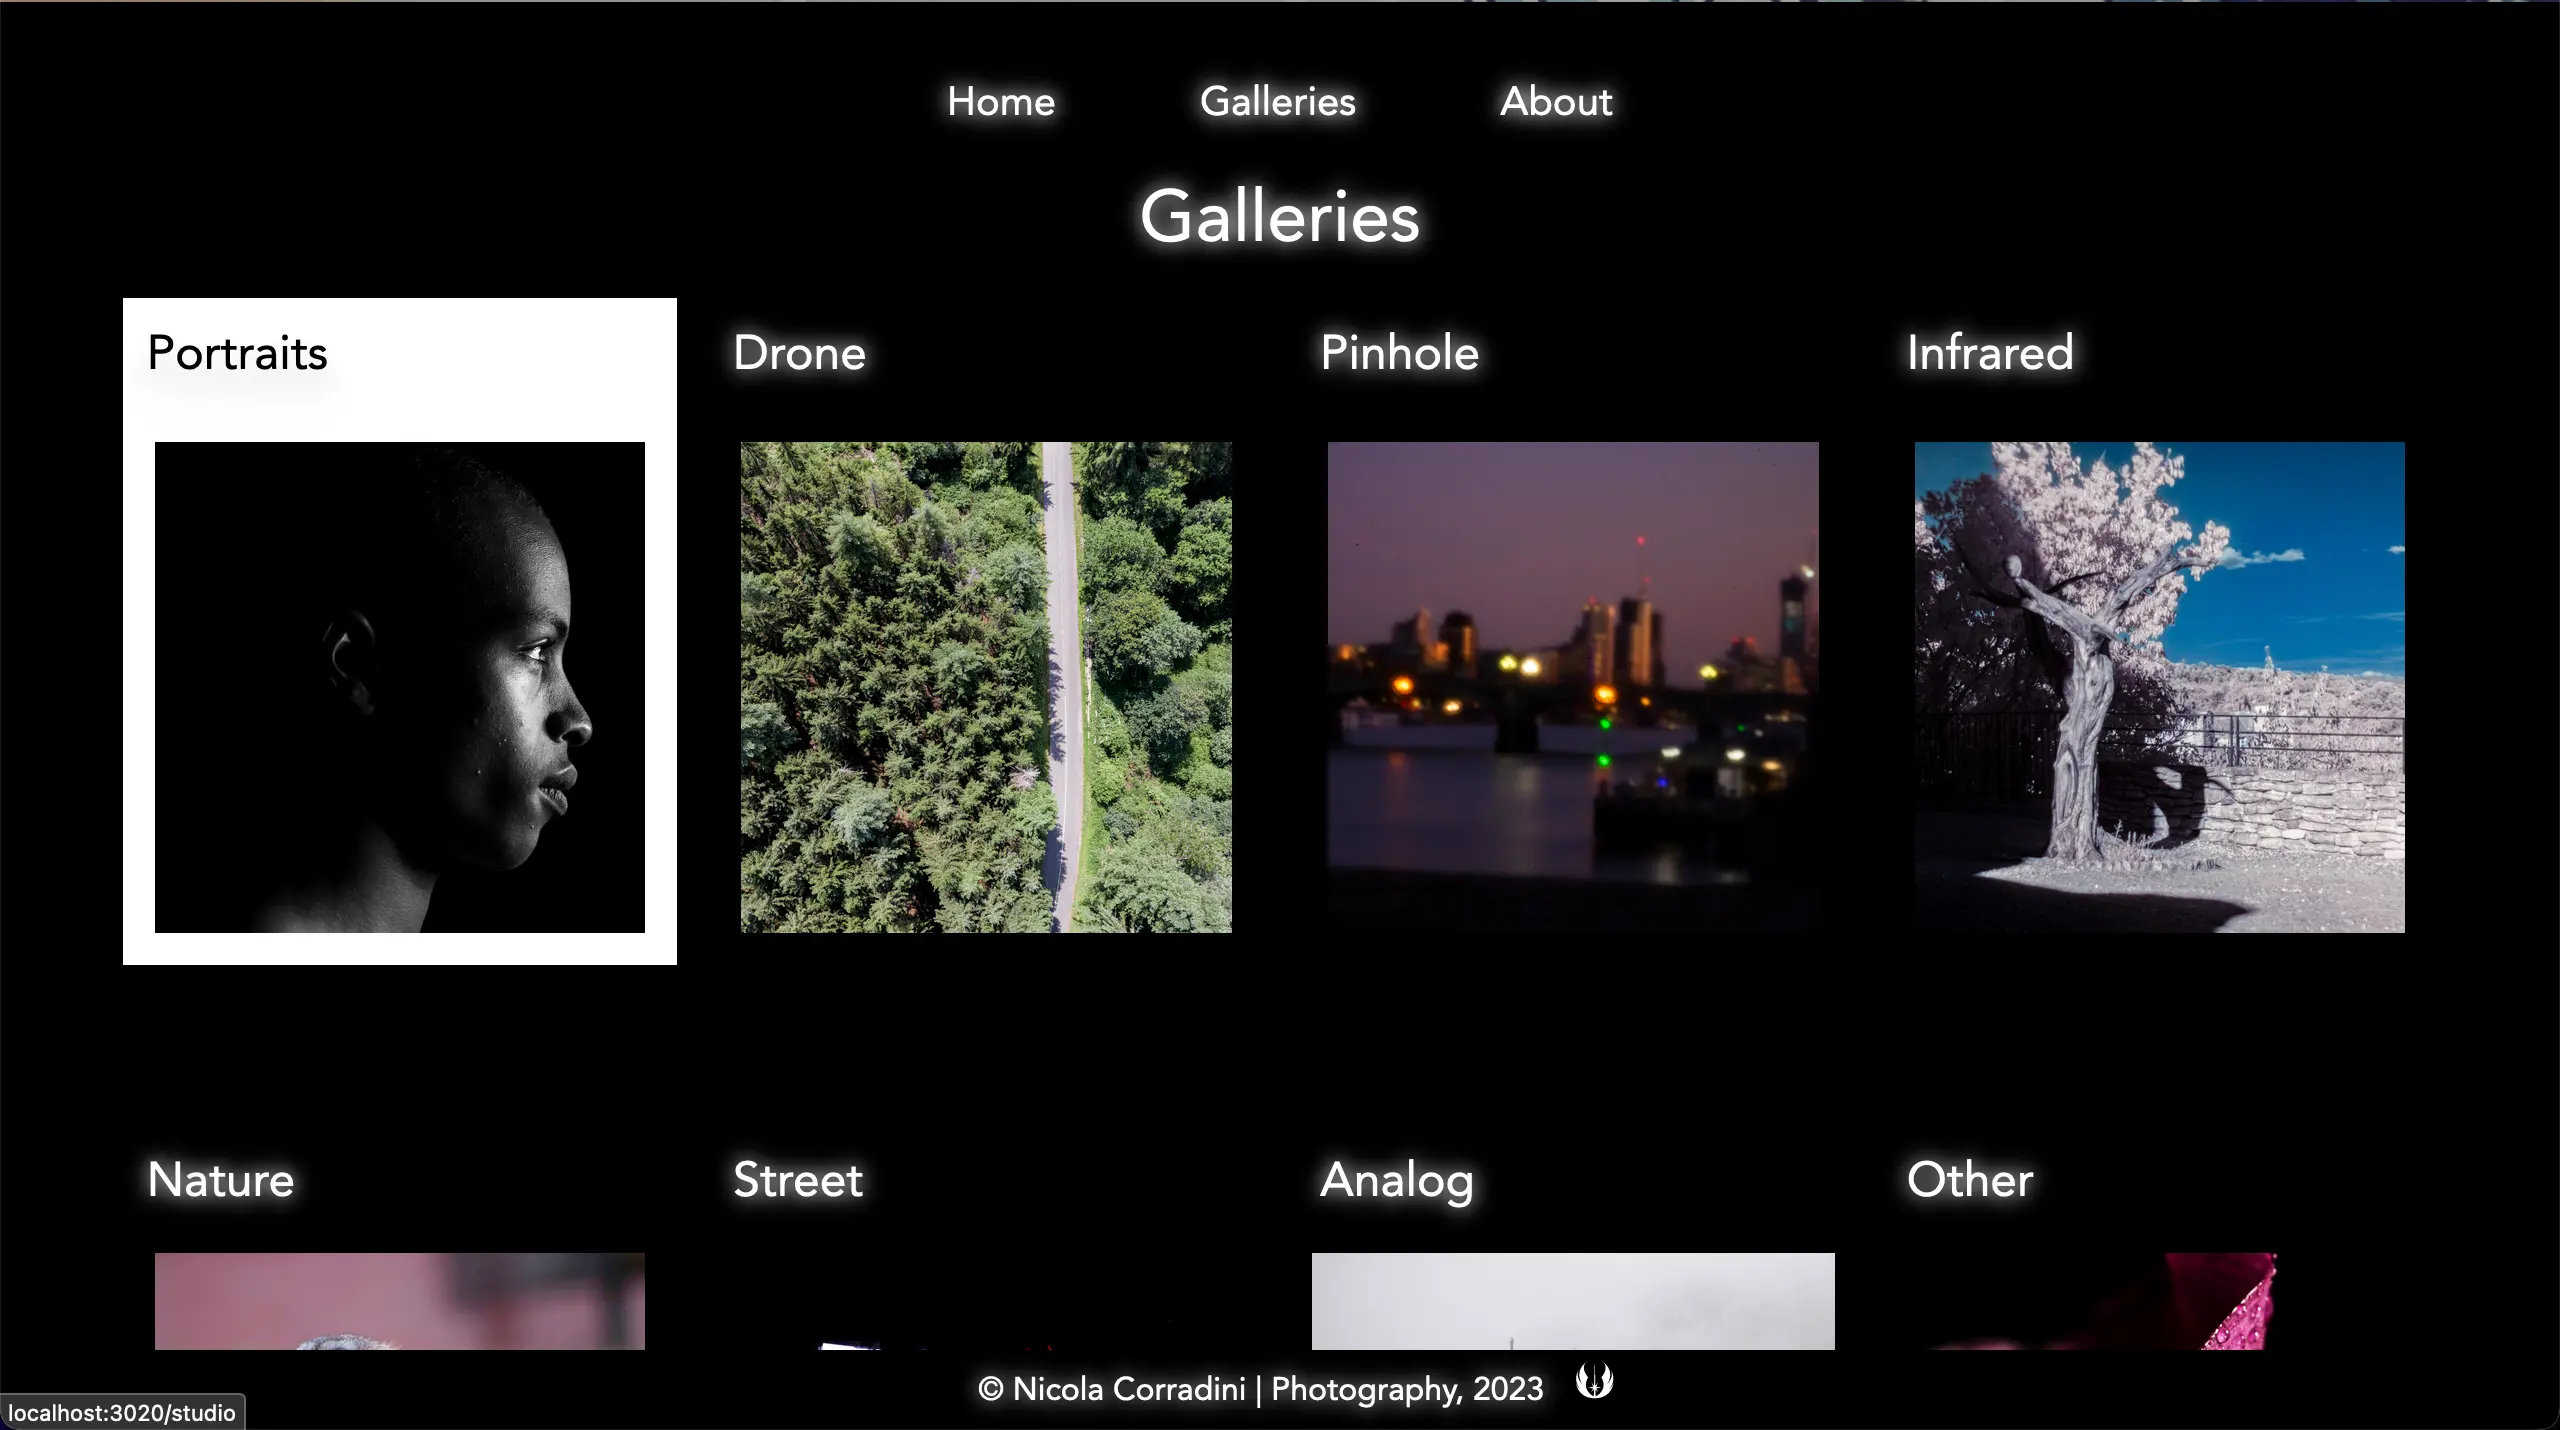 Home Galleries About
Galleries
Portraits Drone Pinhole Infrared
Nature Street Analog Other
© Nicola Corradini | Photography, 2023
localhost:3020/studio